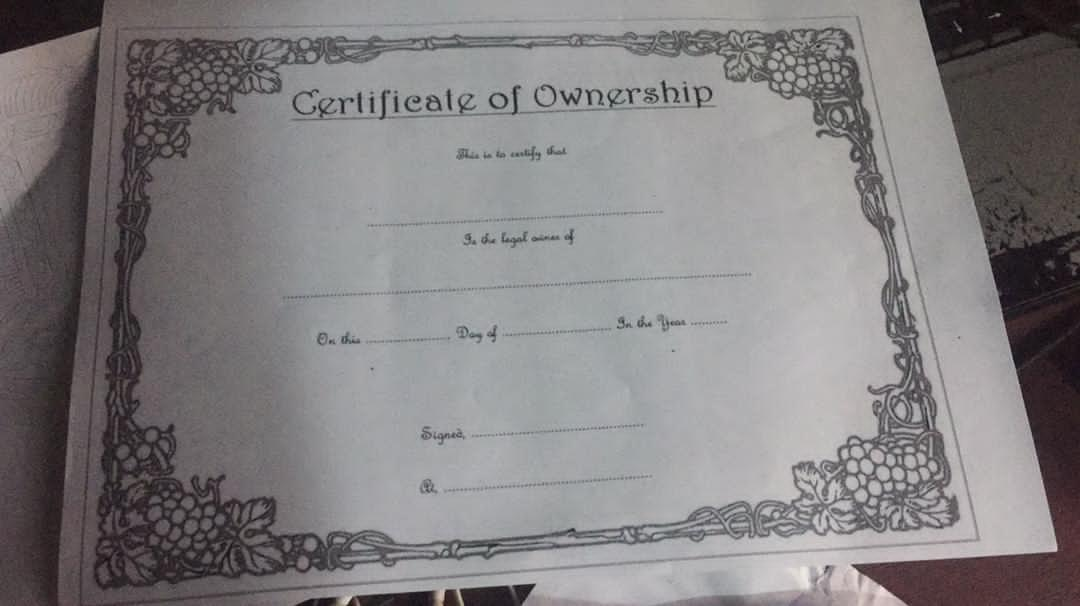 Certificate of Ownership
This is to certify that
................................................
Is the legal owner of
................................................................................
On this .................... Day of .......................... In the Year .........
Signed, ........................................
At, ................................................